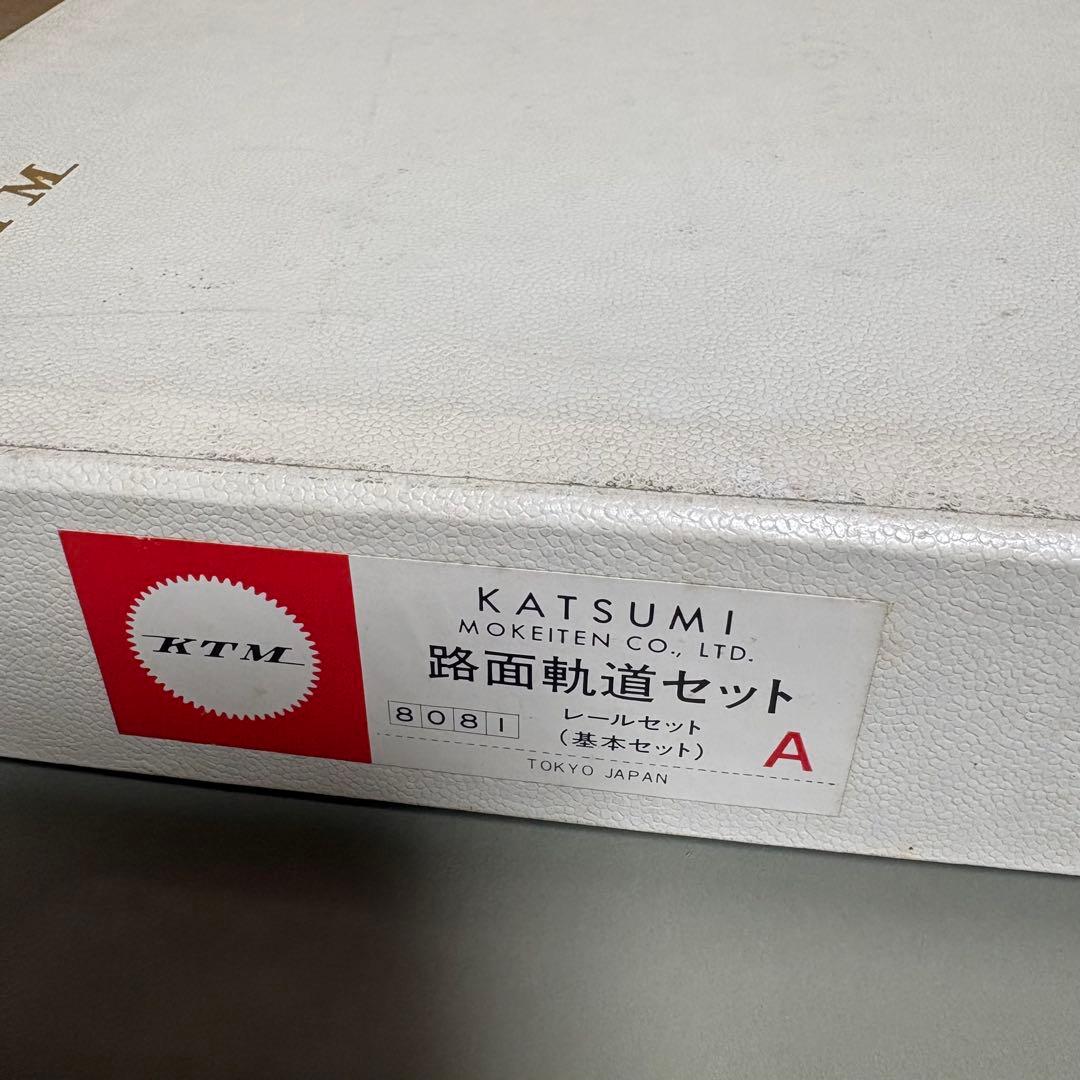 TM
KTM
KATSUMI
MOKEITEN CO., LTD.
路面軌道セット
8081
レールセット
(基本セット)
A
TOKYO JAPAN